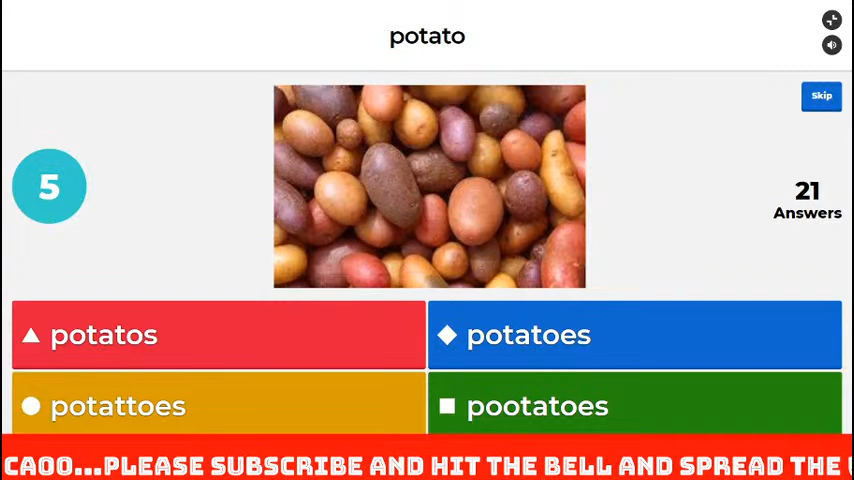 potato
Skip
5
21
Answers
potatos
potatoes
potattoes
pootatoes
CAOO...PLEASE SUBSCRIBE AND HIT THE BELL AND SPREAD THE